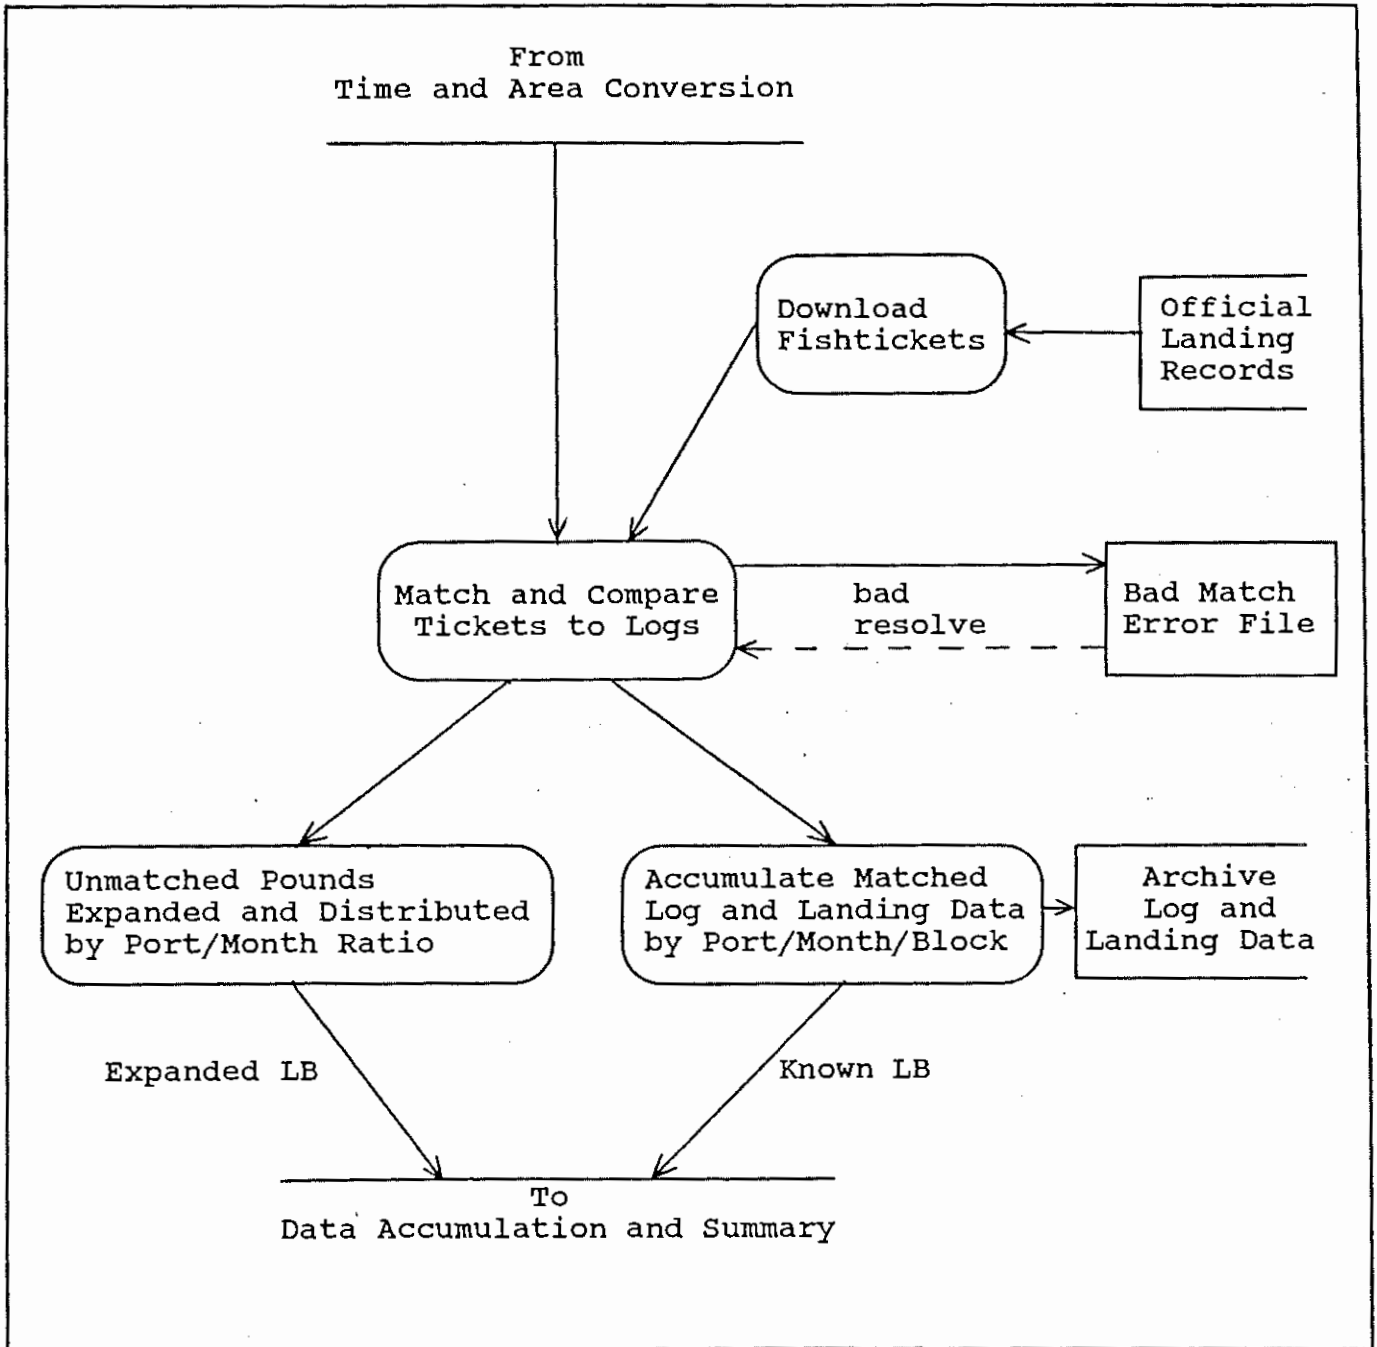 From
Time and Area Conversion
Download
Fishtickets
Official
Landing
Records
Match and Compare
Tickets to Logs
bad
resolve
Bad Match
Error File
Unmatched Pounds
Expanded and Distributed
by Port/Month Ratio
Accumulate Matched
Log and Landing Data
by Port/Month/Block
Archive
Log and
Landing Data
Expanded LB
Known LB
To
Data Accumulation and Summary